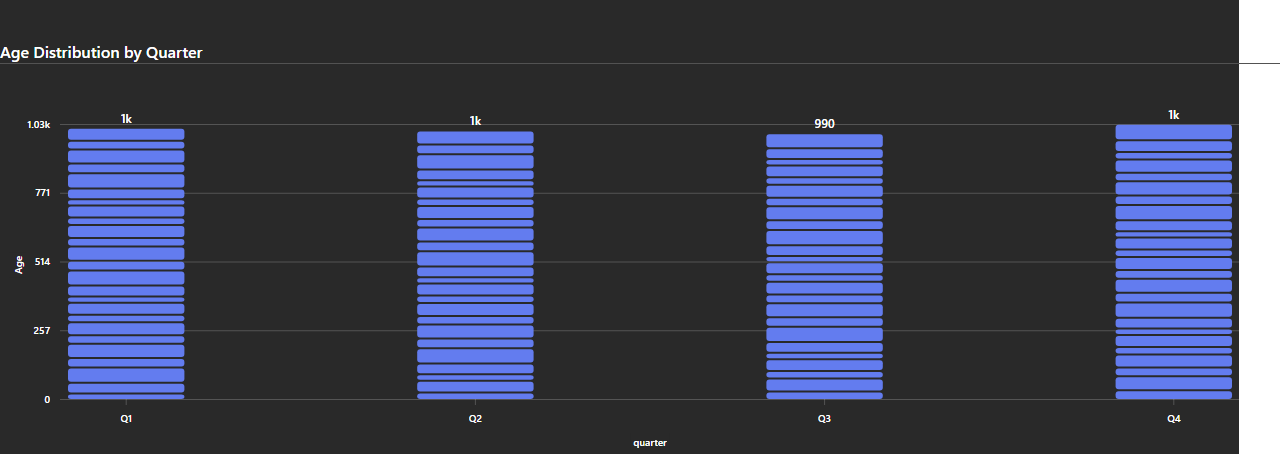 Age Distribution by Quarter
1k
1k
990
1k
1.03k
771
514
257
0
Age
Q1
Q2
Q3
Q4
quarter